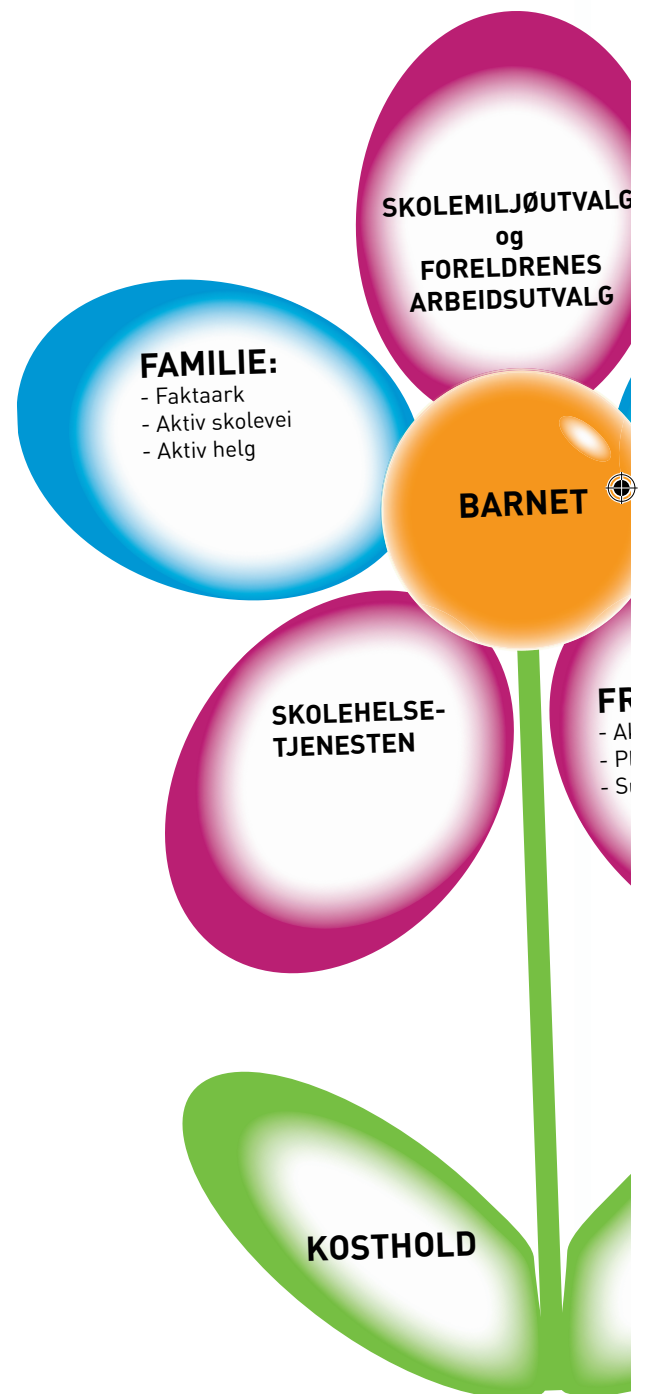 SKOLEMILJØUTVALG
og
FORELDRENES
ARBEIDSUTVALG
FAMILIE:
- Faktaark
- Aktiv skolevei
- Aktiv helg
BARNET
SKOLEHELSE-
TJENESTEN
KOSTHOLD